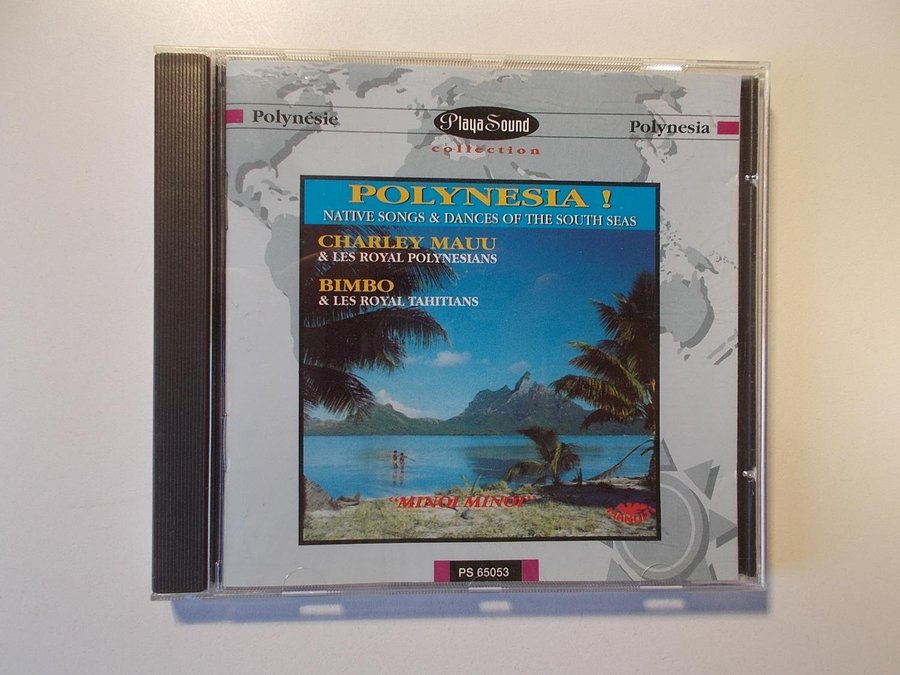 Polynésie
Playa Sound
collection
Polynesia
POLYNESIA !
NATIVE SONGS & DANCES OF THE SOUTH SEAS
CHARLEY MAUU
& LES ROYAL POLYNESIANS
BIMBO
& LES ROYAL TAHITIANS
"MINOI MINOI"
PS 65053